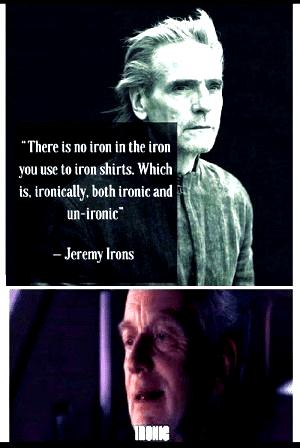 “There is no iron in the iron
you use to iron shirts. Which
is, ironically, both ironic and
un-ironic”
– Jeremy Irons
IRONIC